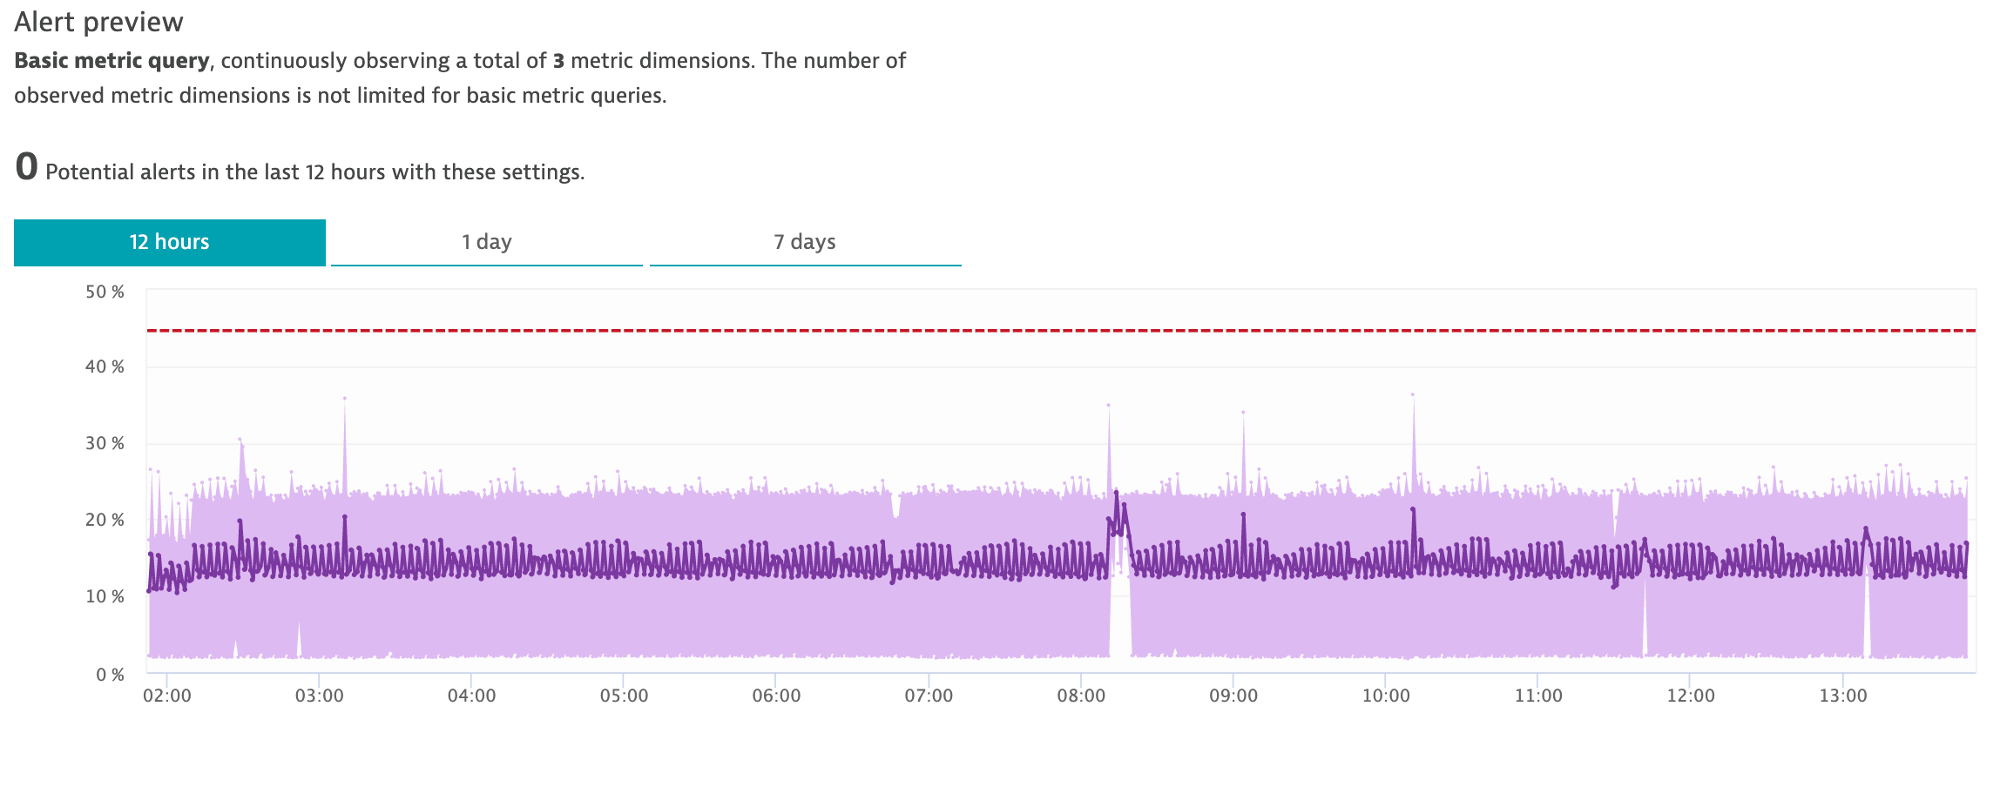 Alert preview
Basic metric query, continuously observing a total of 3 metric dimensions. The number of
observed metric dimensions is not limited for basic metric queries.
0 Potential alerts in the last 12 hours with these settings.
12 hours 1 day 7 days
50 %
40 %
30 %
20 %
10 %
0 %
02:00 03:00 04:00 05:00 06:00 07:00 08:00 09:00 10:00 11:00 12:00 13:00